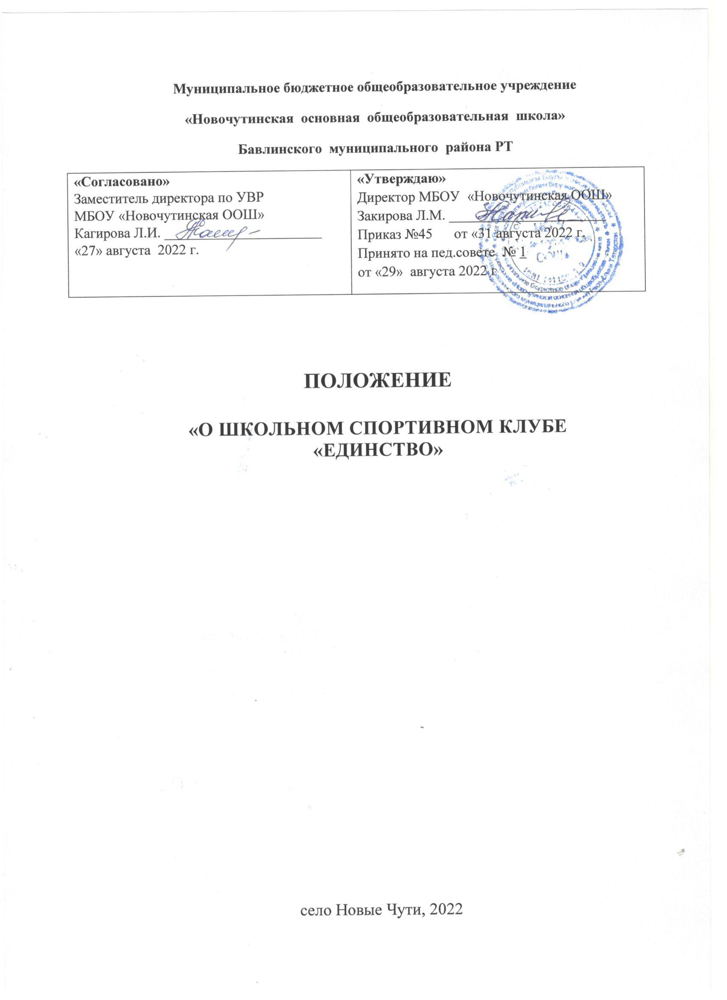 Муниципальное бюджетное общеобразовательное учреждение
«Новочутинская основная общеобразовательная школа»
Бавлинского муниципального района РТ
«Согласовано»
Заместитель директора по УВР
МБОУ «Новочутинская ООШ»
Кагирова Л.И.
«27» августа 2022 г.
«Утверждаю»
Директор МБОУ «Новочутинская ООШ»
Закирова Л.М.
Приказ №45 от «31 августа 2022 г.
Принято на пед.совете № 1
от «29» августа 2022 г
ПОЛОЖЕНИЕ
«О ШКОЛЬНОМ СПОРТИВНОМ КЛУБЕ
«ЕДИНСТВО»
село Новые Чути, 2022